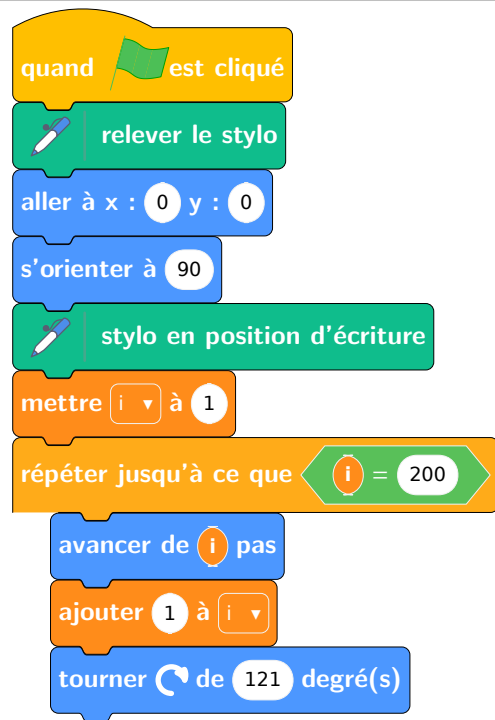 quand est cliqué
relever le stylo
aller à x : 0 y : 0
s'orienter à 90
stylo en position d'écriture
mettre i ▾ à 1
répéter jusqu'à ce que i = 200
avancer de i pas
ajouter 1 à i ▾
tourner de 121 degré(s)